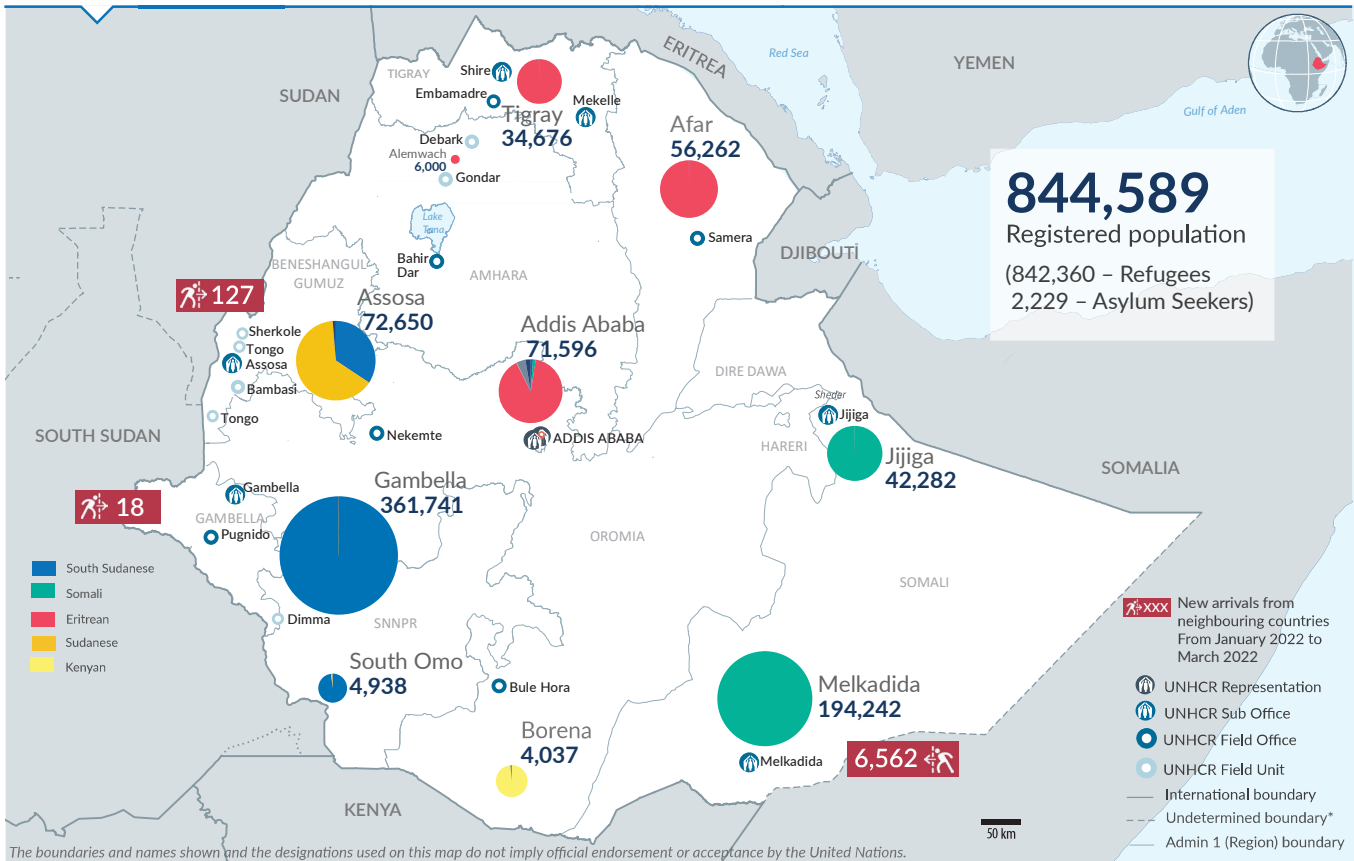 ERITREA
Red Sea
YEMEN
SUDAN
TIGRAY
Shire
Embamadre
Mekelle
Tigray
34,676
Afar
56,262
Gulf of Aden
Debark
Alemwach
6,000
Gondar
844,589
Registered population
(842,360 – Refugees
2,229 – Asylum Seekers)
Lake
Tana
Samera
DJIBOUTİ
Bahir
Dar
AMHARA
BENESHANGUL
GUMUZ
127
Assosa
72,650
Addis Ababa
71,596
Sherkole
Tongo
Assosa
Bambasi
Tongo
DIRE DAWA
Shedar
Jijiga
Nekemte
ADDIS ABABA
HARERI
Jijiga
42,282
SOUTH SUDAN
SOMALIA
Gambella
361,741
Gambella
18
GAMBELLA
Pugnido
OROMIA
SOMALI
South Sudanese
Somali
Eritrean
Sudanese
Kenyan
Dimma
SNNPR
South Omo
4,938
Bule Hora
Borena
4,037
Melkadida
194,242
Melkadida
6,562
KENYA
XXX
New arrivals from
neighbouring countries
From January 2022 to
March 2022
UNHCR Representation
UNHCR Sub Office
UNHCR Field Office
UNHCR Field Unit
International boundary
Undetermined boundary*
Admin 1 (Region) boundary
50 km
The boundaries and names shown and the designations used on this map do not imply official endorsement or acceptance by the United Nations.